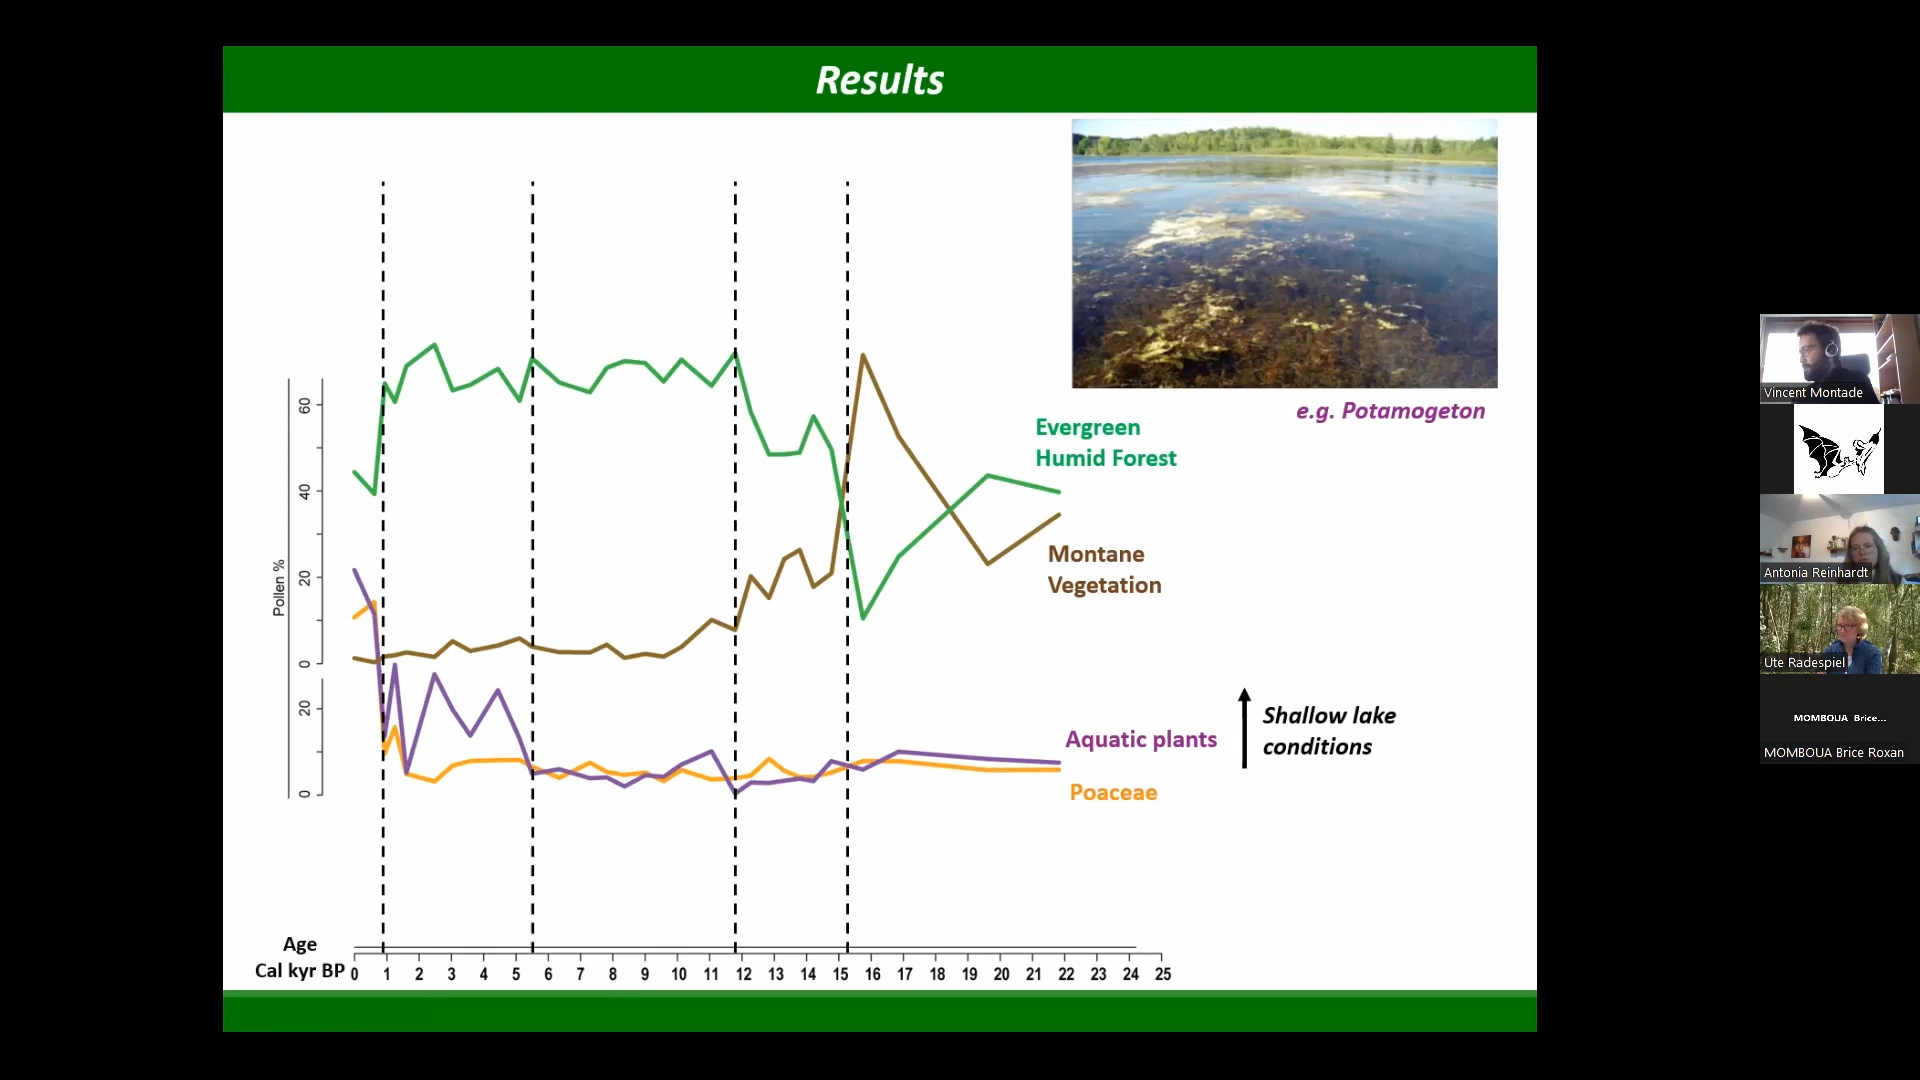 Results
e.g. Potamogeton
Evergreen
Humid Forest
Montane
Vegetation
Pollen %
60
40
20
0
20
0
Shallow lake
conditions
Aquatic plants
Poaceae
Age
Cal kyr BP
0 1 2 3 4 5 6 7 8 9 10 11 12 13 14 15 16 17 18 19 20 21 22 23 24 25
Vincent Montade
Antonia Reinhardt
Ute Radespiel
MOMBOUA Brice...
MOMBOUA Brice Roxan